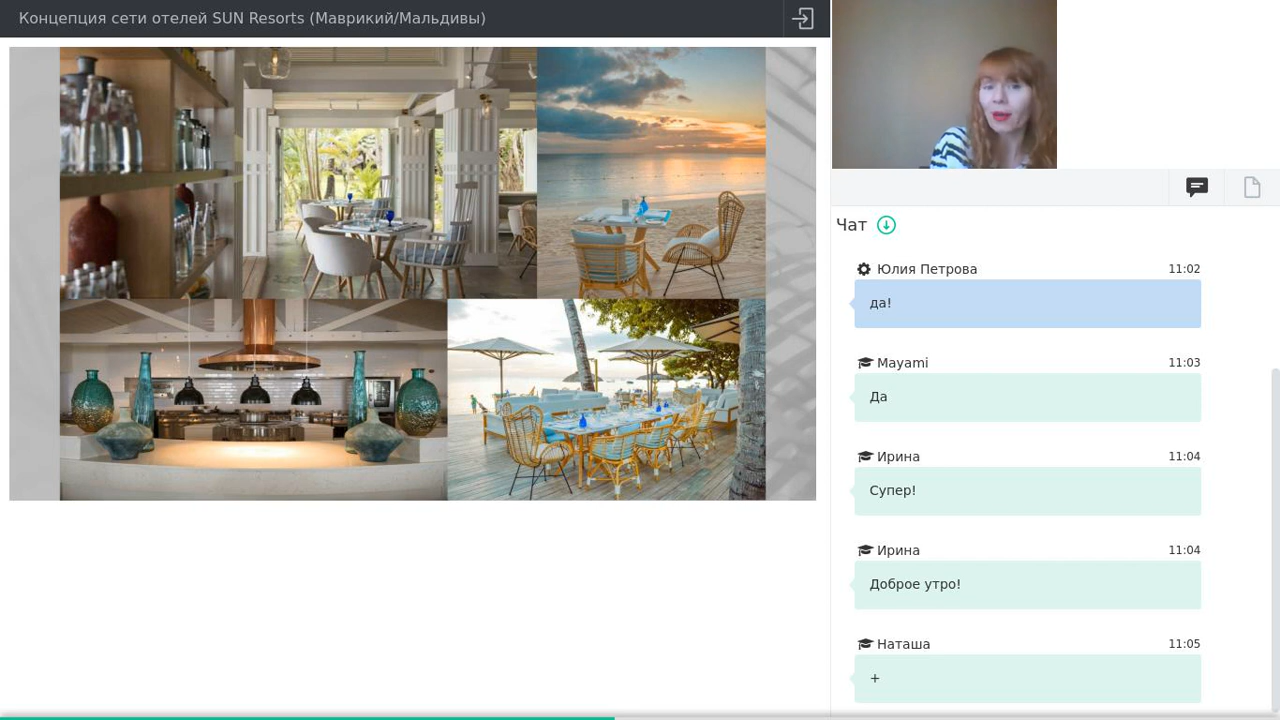 Концепция сети отелей SUN Resorts (Маврикий/Мальдивы)
Чат
Юлия Петрова 11:02
да!
Mayami 11:03
Да
Ирина 11:04
Супер!
Ирина 11:04
Доброе утро!
Наташа 11:05
+